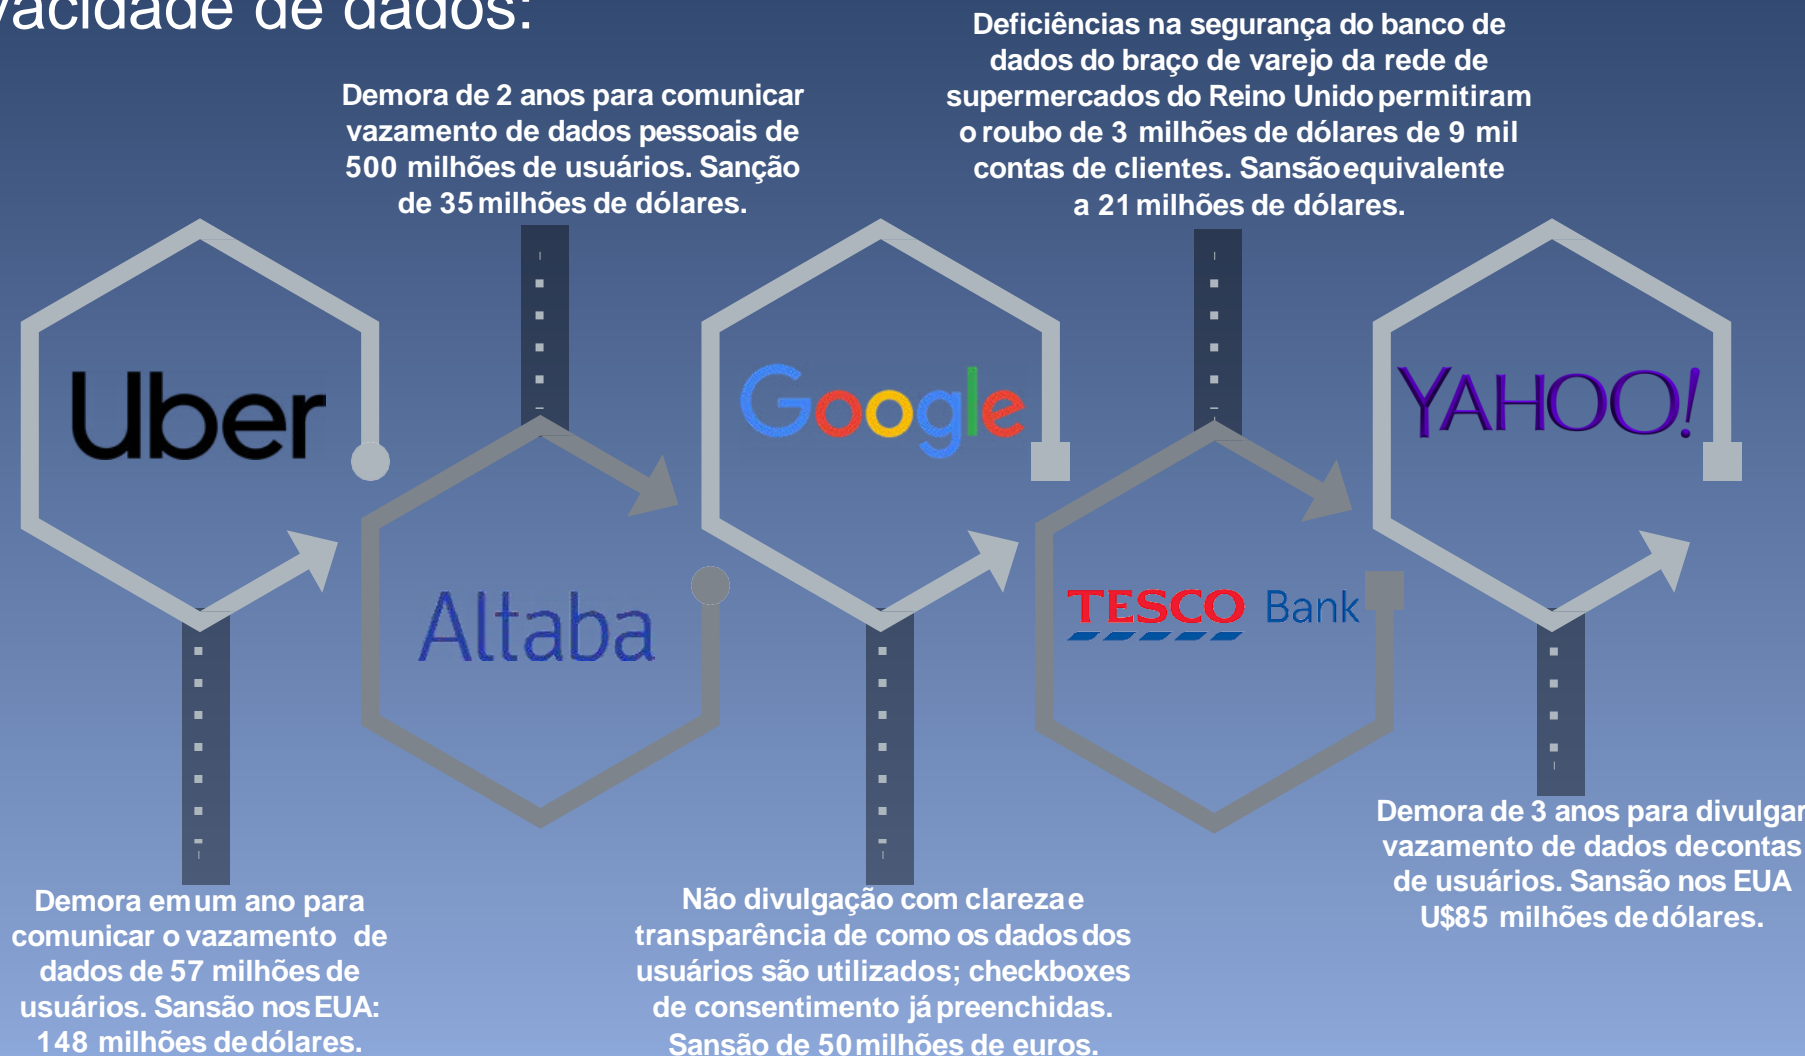 vacidade de dados:
Demora de 2 anos para comunicar
vazamento de dados pessoais de
500 milhões de usuários. Sanção
de 35 milhões de dólares.
Deficiências na segurança do banco de
dados do braço de varejo da rede de
supermercados do Reino Unido permitiram
o roubo de 3 milhões de dólares de 9 mil
contas de clientes. Sansão equivalente
a 21 milhões de dólares.
Uber
Altaba
Google
TESCO Bank
YAHOO!
Demora em um ano para
comunicar o vazamento de
dados de 57 milhões de
usuários. Sansão nos EUA:
148 milhões de dólares.
Não divulgação com clareza e
transparência de como os dados dos
usuários são utilizados; checkboxes
de consentimento já preenchidas.
Sansão de 50 milhões de euros.
Demora de 3 anos para divulgar
vazamento de dados de contas
de usuários. Sansão nos EUA
U$85 milhões de dólares.